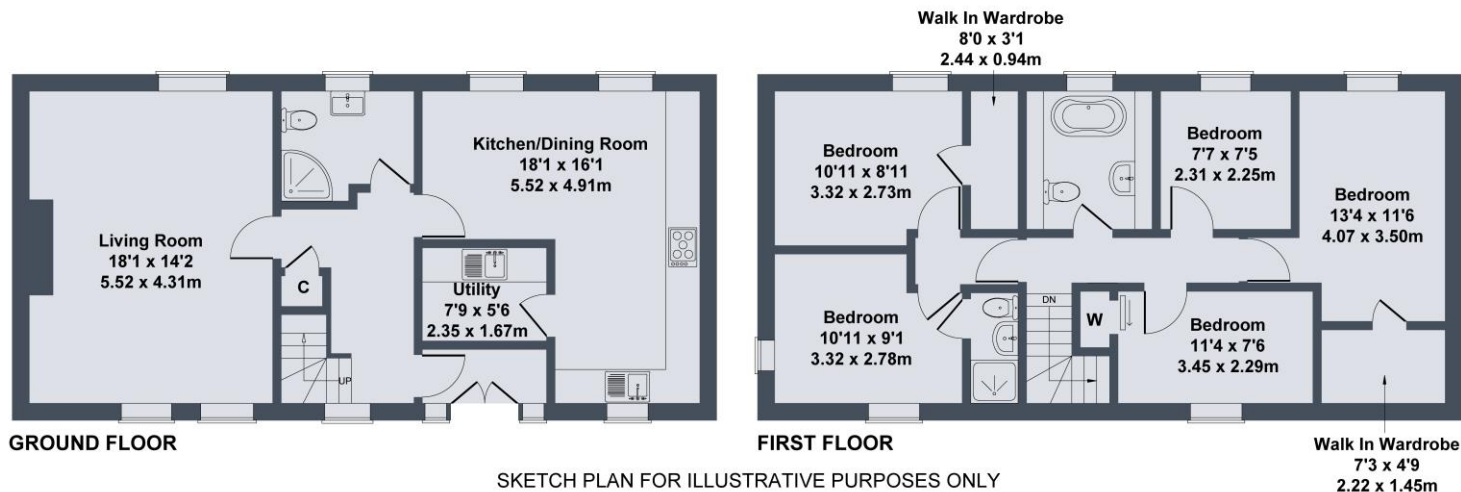 Living Room
18'1 x 14'2
5.52 x 4.31m
C
UP
Kitchen/Dining Room
18'1 x 16'1
5.52 x 4.91m
Utility
7'9 x 5'6
2.35 x 1.67m
GROUND FLOOR
Walk In Wardrobe
8'0 x 3'1
2.44 x 0.94m
Bedroom
10'11 x 8'11
3.32 x 2.73m
Bedroom
7'7 x 7'5
2.31 x 2.25m
Bedroom
13'4 x 11'6
4.07 x 3.50m
Bedroom
10'11 x 9'1
3.32 x 2.78m
DN
W
Bedroom
11'4 x 7'6
3.45 x 2.29m
FIRST FLOOR
Walk In Wardrobe
7'3 x 4'9
2.22 x 1.45m
SKETCH PLAN FOR ILLUSTRATIVE PURPOSES ONLY